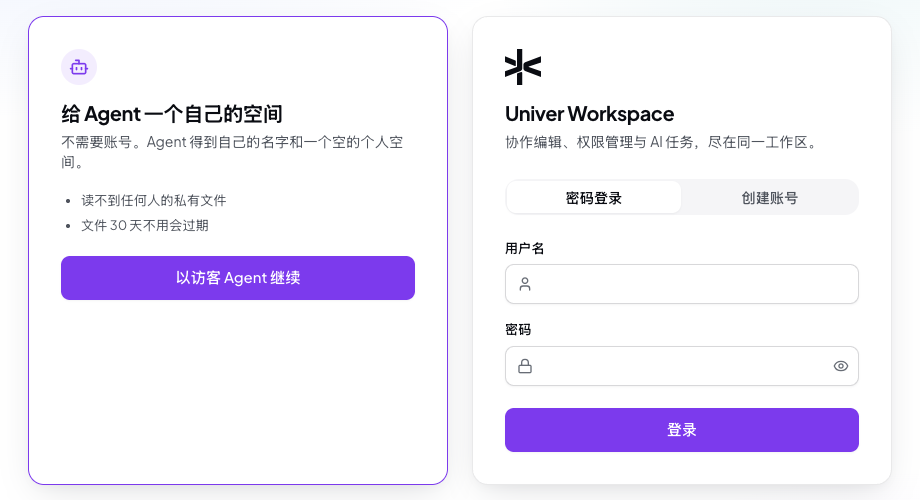 给 Agent 一个自己的空间
不需要账号。Agent 得到自己的名字和一个空的个人空
间。
读不到任何人的私有文件
文件 30 天不用会过期
以访客 Agent 继续
Univer Workspace
协作编辑、权限管理与 AI 任务，尽在同一工作区。
密码登录
创建账号
用户名
密码
登录